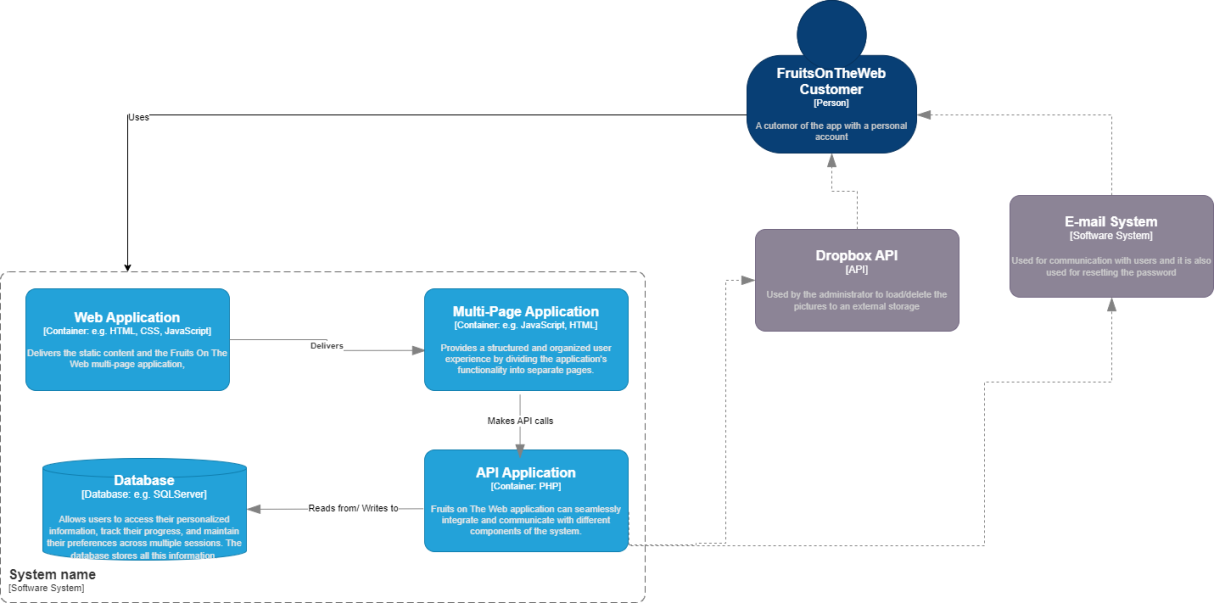 FruitsOnTheWeb
Customer
[Person]
A cutomor of the app with a personal
account
Uses
E-mail System
[Software System]
Used for communication with users and it is also
used for resetting the password
Dropbox API
[API]
Used by the administrator to load/delete the
pictures to an external storage
Web Application
[Container: e.g. HTML, CSS, JavaScript]
Delivers the static content and the Fruits On The
Web multi-page application,
Delivers
Multi-Page Application
[Container: e.g. JavaScript, HTML]
Provides a structured and organized user
experience by dividing the application's
functionality into separate pages.
Makes API calls
API Application
[Container: PHP]
Fruits on The Web application can seamlessly
integrate and communicate with different
components of the system.
Reads from/ Writes to
Database
[Database: e.g. SQLServer]
Allows users to access their personalized
information, track their progress, and maintain
their preferences across multiple sessions. The
database stores all this information
System name
[Software System]